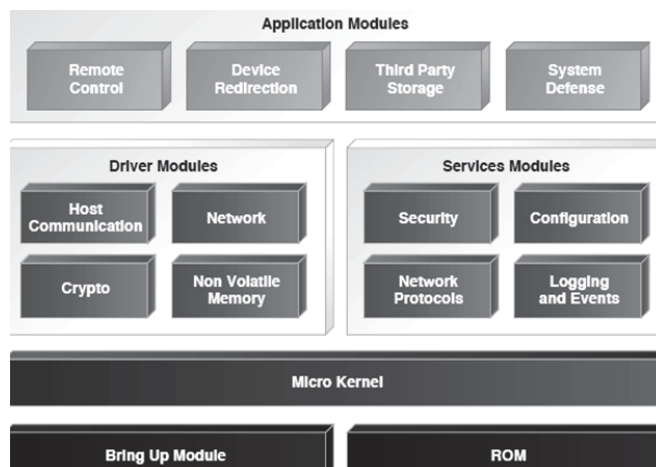 Application Modules
Remote
Control
Device
Redirection
Third Party
Storage
System
Defense
Driver Modules
Host
Communication
Network
Crypto
Non Volatile
Memory
Services Modules
Security
Configuration
Network
Protocols
Logging
and Events
Micro Kernel
Bring Up Module
ROM